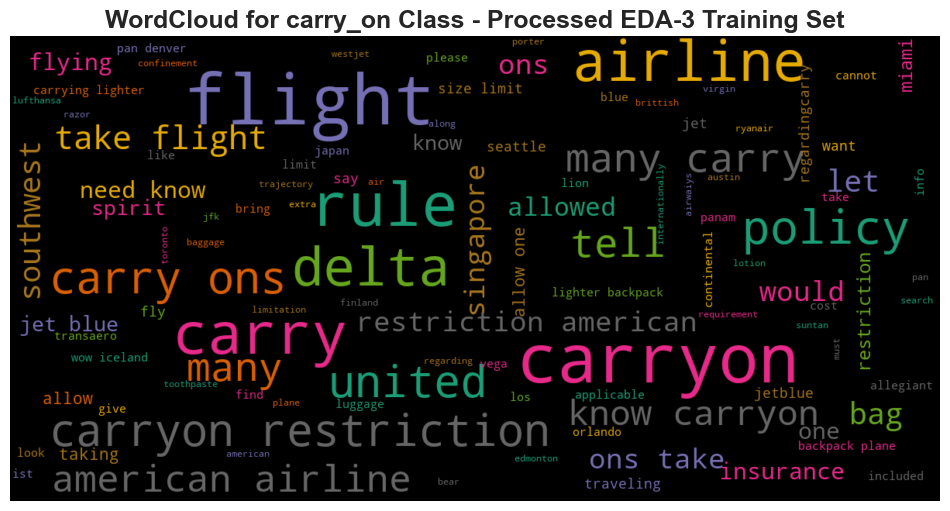 WordCloud for carry_on Class - Processed EDA-3 Training Set
pan denver
westjet
porter
flying
confinement
please
ons
airline
cannot
miami
carrying lighter
flight
size limit
virgin
lufthansa
blue
brittish
razor
along
regardingcarry
take flight
know
seattle
jet
ryanair
want
like
japan
limit
many carry
southwest
need know
trajectory
say
air
singapore
lion
internationally
airwaiys
austin
let
info
spirit
extra
rule
allowed
take
jfk
bring
panam
policy
toronto
baggage
tell
carry ons
delta
allow one
continental
lotion
restriction
pan
lighter backpack
would
search
fly
limitation
finland
cost
jet blue
restriction american
requirement
suntan
transaero
carry
must
wow iceland
many
regarding
vega
carryon
toothpaste
united
allegiant
allow
find
plane
luggage
los
applicable
jetblue
give
know carryon
bag
carryon restriction
orlando
one
look
taking
american
edmonton
ons take
backpack plane
ist
american airline
bear
traveling
insurance
included